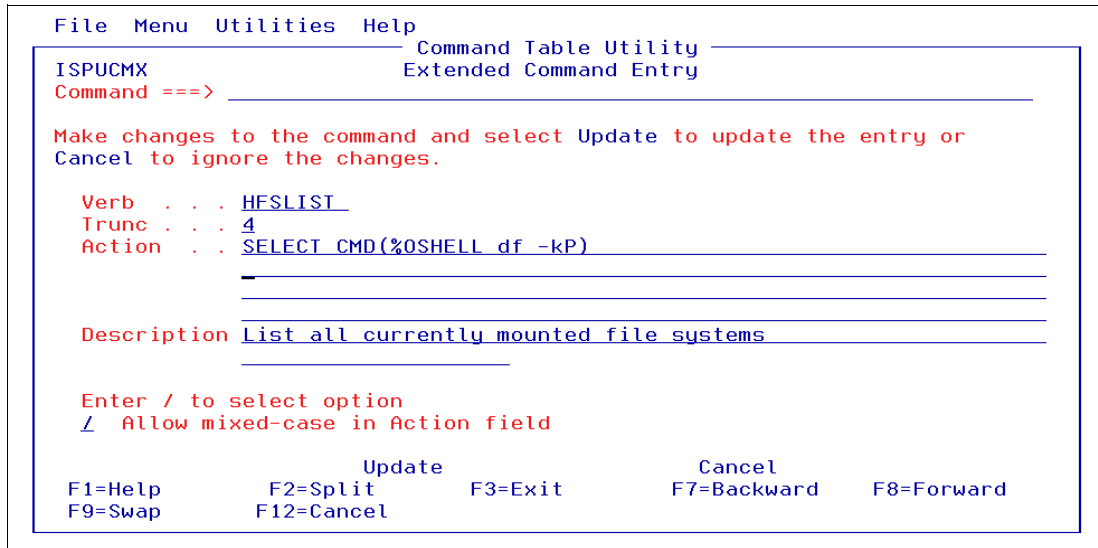 File Menu Utilities Help
Command Table Utility
ISPUCMX Extended Command Entry
Command ===>
Make changes to the command and select Update to update the entry or
Cancel to ignore the changes.
Verb . . . HFSLIST
Trunc . . . 4
Action . . SELECT CMD(%OSHELL df -kP)
Description List all currently mounted file systems
Enter / to select option
/ Allow mixed-case in Action field
Update Cancel
F1=Help F2=Split F3=Exit F7=Backward F8=Forward
F9=Swap F12=Cancel